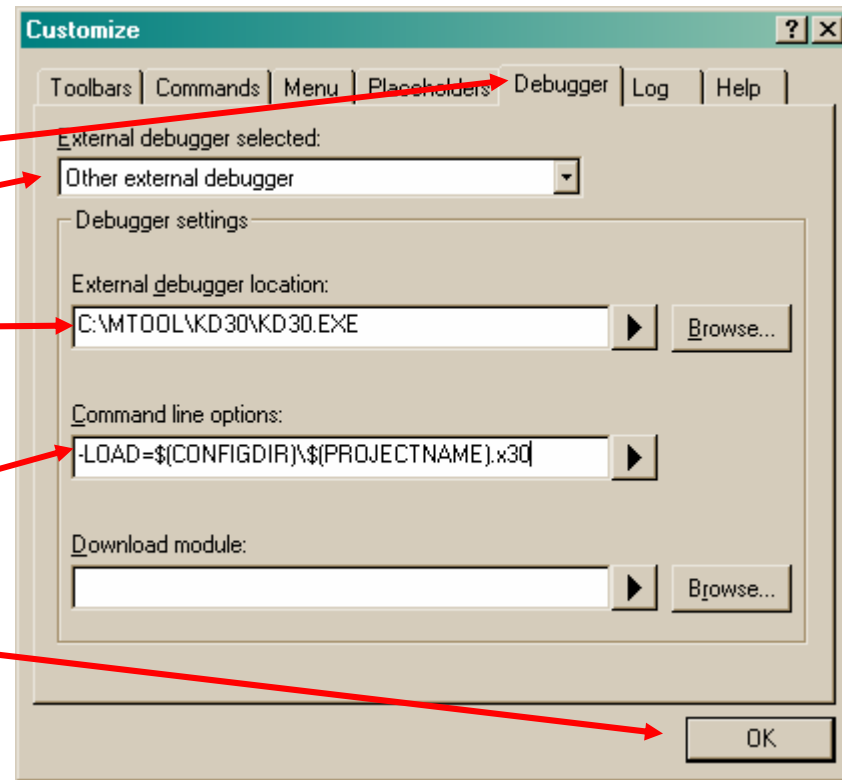 Customize
Toolbars Commands Menu Placeholders Debugger Log Help
External debugger selected:
Other external debugger
Debugger settings
External debugger location:
C:\MTOOL\KD30\KD30.EXE
Browse...
Command line options:
-LOAD=$(CONFIGDIR)\$(PROJECTNAME).x30
Download module:
Browse...
OK